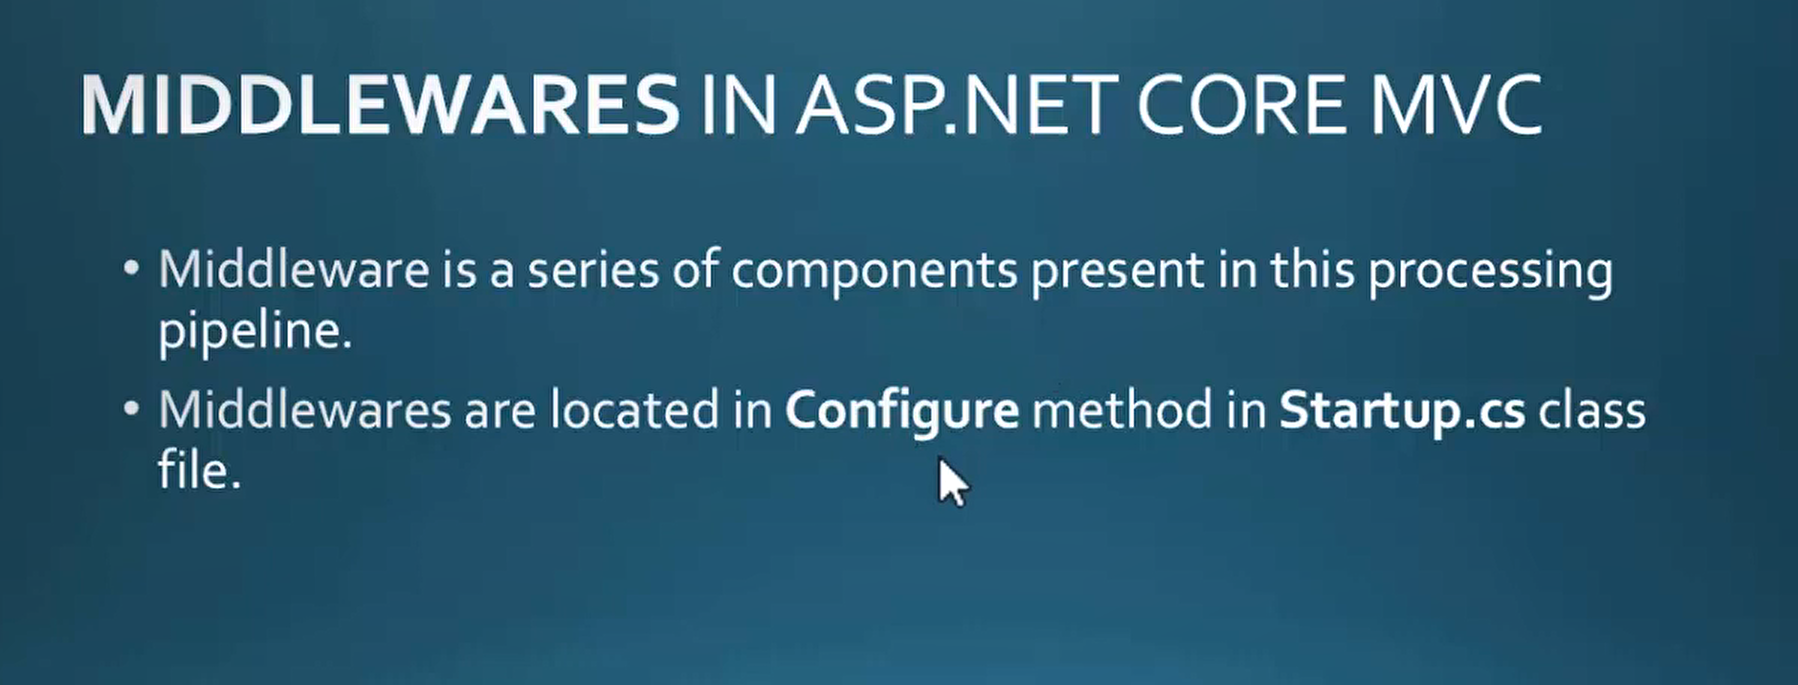 MIDDLEWARES IN ASP.NET CORE MVC
• Middleware is a series of components present in this processing
pipeline.
• Middlewares are located in Configure method in Startup.cs class
file.